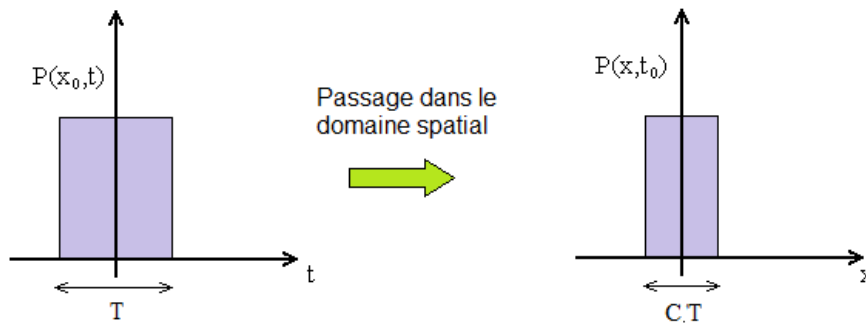 P(x₀,t)
t
T
Passage dans le
domaine spatial
P(x,t₀)
x
C.T